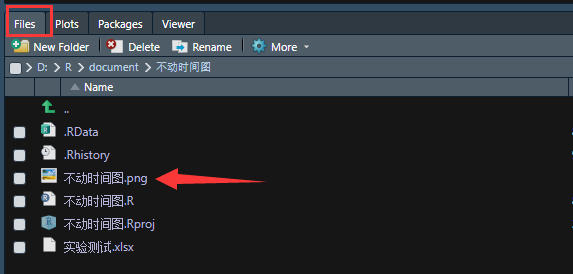 Files Plots Packages Viewer
New Folder Delete Rename More
D: R document 不动时间图
Name
..
.RData
.Rhistory
不动时间图.png
不动时间图.R
不动时间图.Rproj
实验测试.xlsx